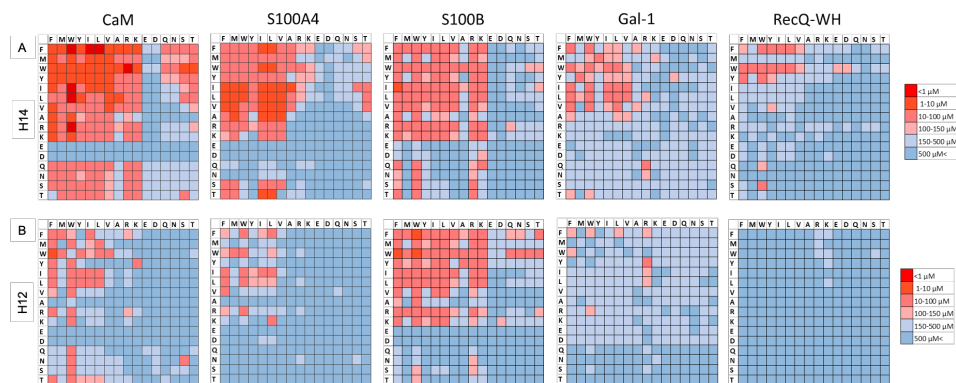 CaM S100A4 S100B Gal-1 RecQ-WH
A
F M W Y I L V A R K E D Q N S T
F M W Y I L V A R K E D Q N S T
F M W Y I L V A R K E D Q N S T
F M W Y I L V A R K E D Q N S T
F M W Y I L V A R K E D Q N S T
F F F F F
M M M M M
W W W W W
Y Y Y Y Y
I I I I I
L L L L L
V V V V V
A A A A A
R R R R R
K K K K K
E E E E E
D D D D D
Q Q Q Q Q
N N N N N
S S S S S
T T T T T
H14
<1 µM
1-10 µM
10-100 µM
100-150 µM
150-500 µM
500 µM<
B
F M W Y I L V A R K E D Q N S T
F M W Y I L V A R K E D Q N S T
F M W Y I L V A R K E D Q N S T
F M W Y I L V A R K E D Q N S T
F M W Y I L V A R K E D Q N S T
F F F F F
M M M M M
W W W W W
Y Y Y Y Y
I I I I I
L L L L L
V V V V V
A A A A A
R R R R R
K K K K K
E E E E E
D D D D D
Q Q Q Q Q
N N N N N
S S S S S
T T T T T
H12
<1 µM
1-10 µM
10-100 µM
100-150 µM
150-500 µM
500 µM<